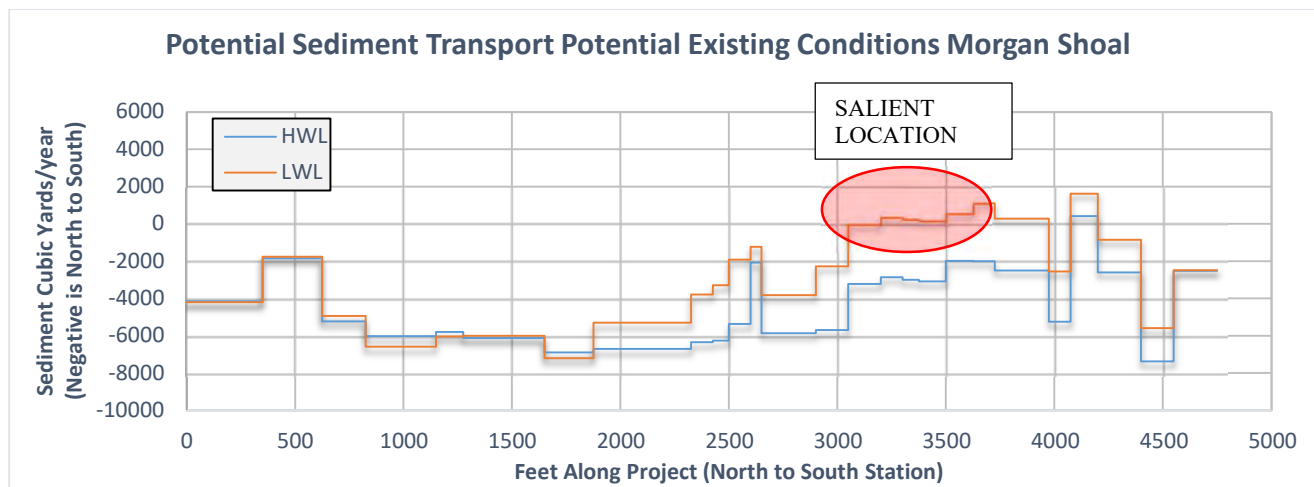 Potential Sediment Transport Potential Existing Conditions Morgan Shoal
SALIENT
LOCATION
HWL
LWL
Sediment Cubic Yards/year
(Negative is North to South)
6000
4000
2000
0
-2000
-4000
-6000
-8000
-10000
0 500 1000 1500 2000 2500 3000 3500 4000 4500 5000
Feet Along Project (North to South Station)